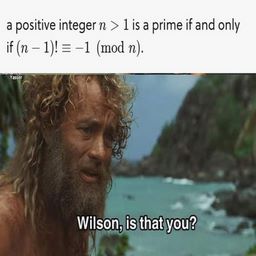 a positive integer n > 1 is a prime if and only
if (n − 1)! ≡ −1 (mod n).
Wilson, is that you?